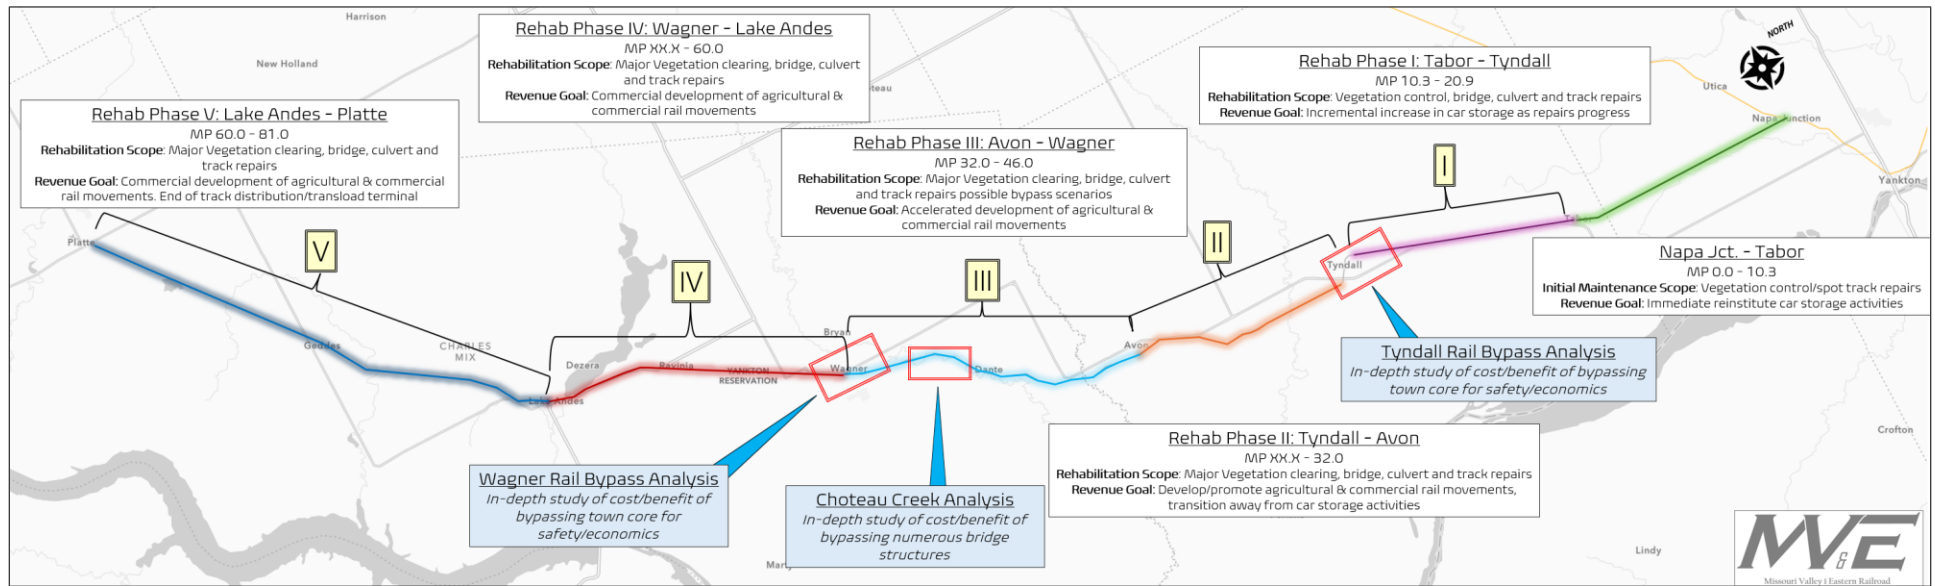 Harrison
New Holland
Rehab Phase IV: Wagner - Lake Andes
MP XX.X - 60.0
Rehabilitation Scope: Major Vegetation clearing, bridge, culvert
and track repairs
Revenue Goal: Commercial development of agricultural &
commercial rail movements
teau
Rehab Phase I: Tabor - Tyndall
MP 10.3 - 20.9
Rehabilitation Scope: Vegetation control, bridge, culvert and track repairs
Revenue Goal: Incremental increase in car storage as repairs progress
NORTH
Utica
Napa Junction
Yankton
Rehab Phase V: Lake Andes - Platte
MP 60.0 - 81.0
Rehabilitation Scope: Major Vegetation clearing, bridge, culvert and
track repairs
Revenue Goal: Commercial development of agricultural & commercial
rail movements. End of track distribution/transload terminal
Rehab Phase III: Avon - Wagner
MP 32.0 - 46.0
Rehabilitation Scope: Major Vegetation clearing, bridge, culvert
and track repairs possible bypass scenarios
Revenue Goal: Accelerated development of agricultural &
commercial rail movements
I
II
III
IV
V
Platte
Geddes
CHARLES
MIX
Lake Andes
Dezera
Ravinia
YANKTON
RESERVATION
Bryan
Wagner
Dante
Avon
Tyndall
Tabor
Napa Jct. - Tabor
MP 0.0 - 10.3
Initial Maintenance Scope: Vegetation control/spot track repairs
Revenue Goal: Immediate reinstitute car storage activities
Tyndall Rail Bypass Analysis
In-depth study of cost/benefit of bypassing
town core for safety/economics
Wagner Rail Bypass Analysis
In-depth study of cost/benefit of
bypassing town core for
safety/economics
Choteau Creek Analysis
In-depth study of cost/benefit of
bypassing numerous bridge
structures
Rehab Phase II: Tyndall - Avon
MP XX.X - 32.0
Rehabilitation Scope: Major Vegetation clearing, bridge, culvert and track repairs
Revenue Goal: Develop/promote agricultural & commercial rail movements,
transition away from car storage activities
Crofton
Lindy
Mart
MV&E
Missouri Valley & Eastern Railroad